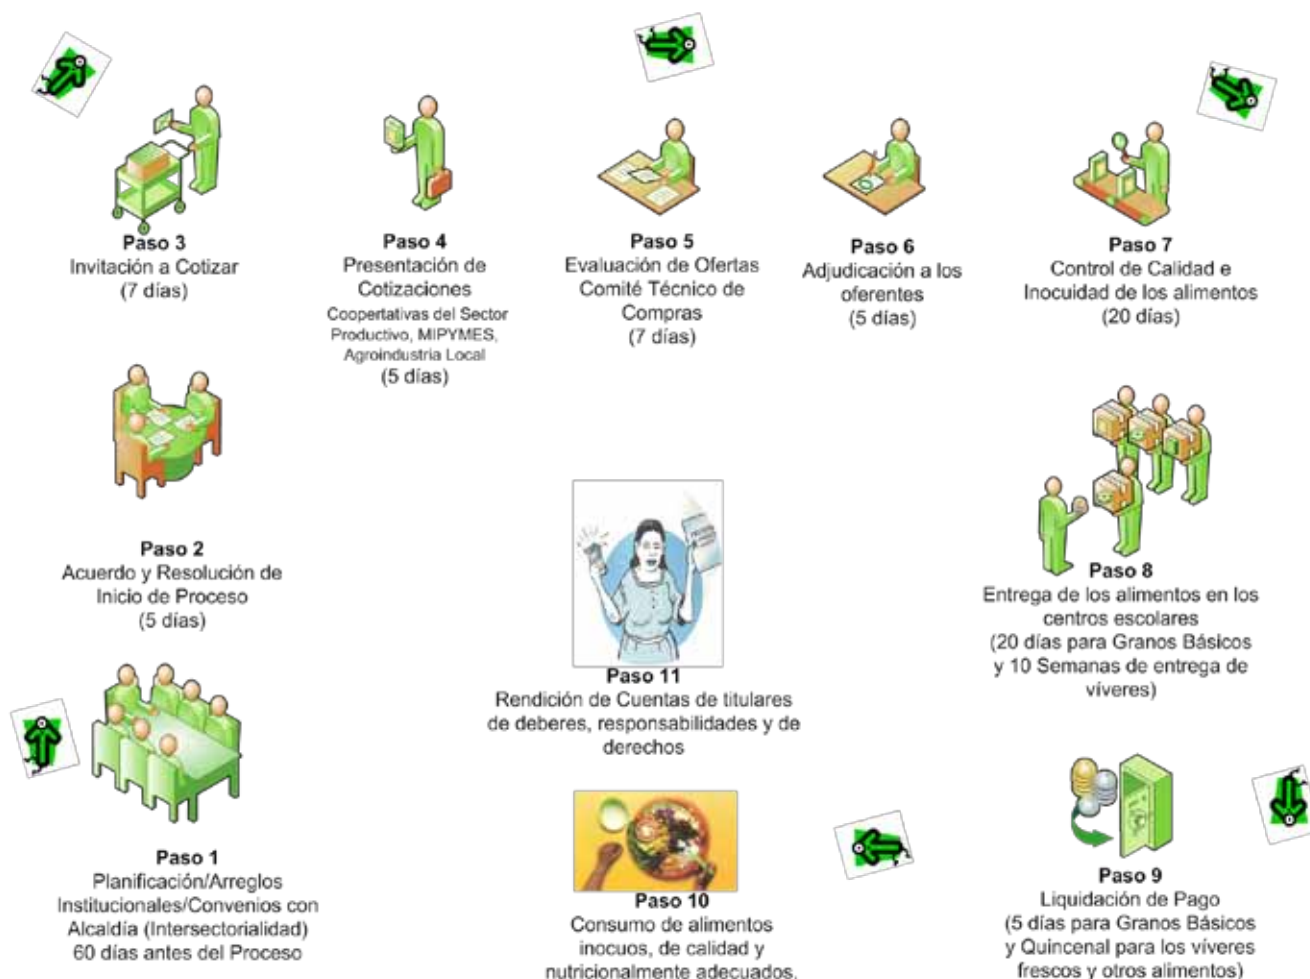 Paso 1
Planificación/Arreglos
Institucionales/Convenios con
Alcaldía (Intersectorialidad)
60 días antes del Proceso
Paso 2
Acuerdo y Resolución de
Inicio de Proceso
(5 días)
Paso 3
Invitación a Cotizar
(7 días)
Paso 4
Presentación de
Cotizaciones
Coopertativas del Sector
Productivo, MIPYMES,
Agroindustria Local
(5 días)
Paso 5
Evaluación de Ofertas
Comité Técnico de
Compras
(7 días)
Paso 6
Adjudicación a los
oferentes
(5 días)
Paso 7
Control de Calidad e
Inocuidad de los alimentos
(20 días)
Paso 8
Entrega de los alimentos en los
centros escolares
(20 días para Granos Básicos
y 10 Semanas de entrega de
víveres)
Paso 9
Liquidación de Pago
(5 días para Granos Básicos
y Quincenal para los víveres
frescos y otros alimentos)
Paso 10
Consumo de alimentos
inocuos, de calidad y
nutricionalmente adecuados.
Paso 11
Rendición de Cuentas de titulares
de deberes, responsabilidades y de
derechos